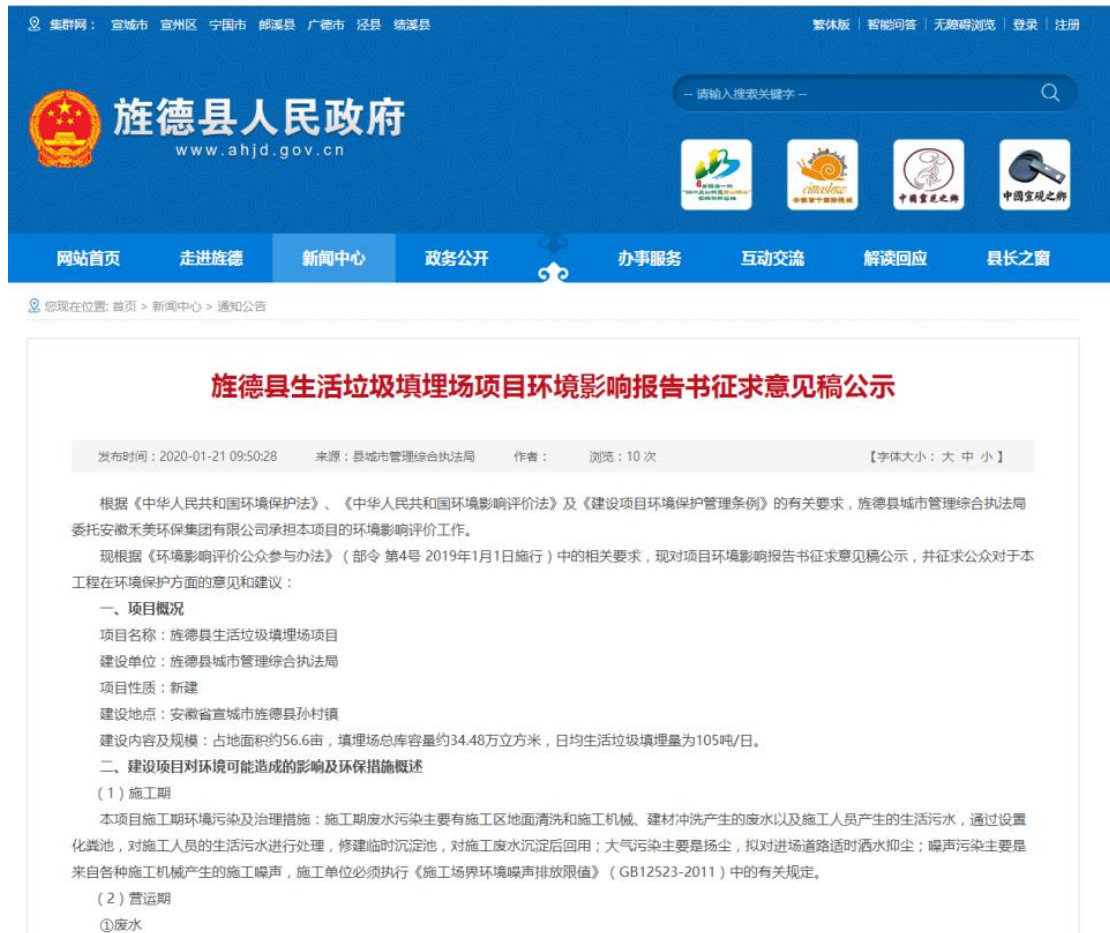 集群网： 宣城市 宣州区 宁国市 郎溪县 广德市 泾县 绩溪县
繁体版 | 智能问答 | 无障碍浏览 | 登录 | 注册
旌德县人民政府
www.ahjd.gov.cn
-- 请输入搜索关键字 --
cittaslow
中国灵芝之乡
中国宣砚之乡
网站首页 走进旌德 新闻中心 政务公开 办事服务 互动交流 解读回应 县长之窗
您现在位置: 首页 > 新闻中心 > 通知公告
旌德县生活垃圾填埋场项目环境影响报告书征求意见稿公示
发布时间：2020-01-21 09:50:28 来源：县城市管理综合执法局 作者： 浏览：10 次 【字体大小：大 中 小】
根据《中华人民共和国环境保护法》、《中华人民共和国环境影响评价法》及《建设项目环境保护管理条例》的有关要求，旌德县城市管理综合执法局
委托安徽禾美环保集团有限公司承担本项目的环境影响评价工作。
现根据《环境影响评价公众参与办法》（部令 第4号 2019年1月1日施行）中的相关要求，现对项目环境影响报告书征求意见稿公示，并征求公众对于本
工程在环境保护方面的意见和建议：
一、项目概况
项目名称：旌德县生活垃圾填埋场项目
建设单位：旌德县城市管理综合执法局
项目性质：新建
建设地点：安徽省宣城市旌德县孙村镇
建设内容及规模：占地面积约56.6亩，填埋场总库容量约34.48万立方米，日均生活垃圾填埋量为105吨/日。
二、建设项目对环境可能造成的影响及环保措施概述
（1）施工期
本项目施工期环境污染及治理措施：施工期废水污染主要有施工区地面清洗和施工机械、建材冲洗产生的废水以及施工人员产生的生活污水，通过设置
化粪池，对施工人员的生活污水进行处理，修建临时沉淀池，对施工废水沉淀后回用；大气污染主要是扬尘，拟对进场道路适时洒水抑尘；噪声污染主要是
来自各种施工机械产生的施工噪声，施工单位必须执行《施工场界环境噪声排放限值》（GB12523-2011）中的有关规定。
（2）营运期
①废水